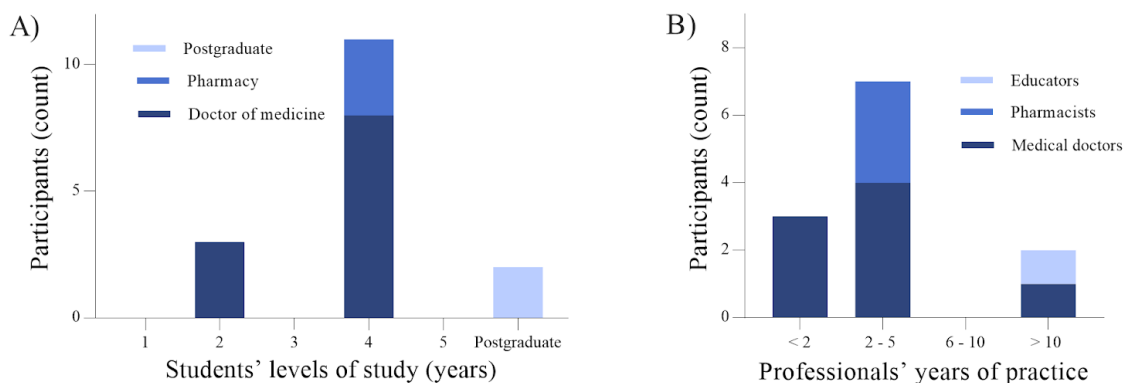 A)
Participants (count)
10
5
0
Postgraduate
Pharmacy
Doctor of medicine
1 2 3 4 5 Postgraduate
Students’ levels of study (years)
B)
Participants (count)
8
6
4
2
0
Educators
Pharmacists
Medical doctors
< 2 2 - 5 6 - 10 > 10
Professionals’ years of practice